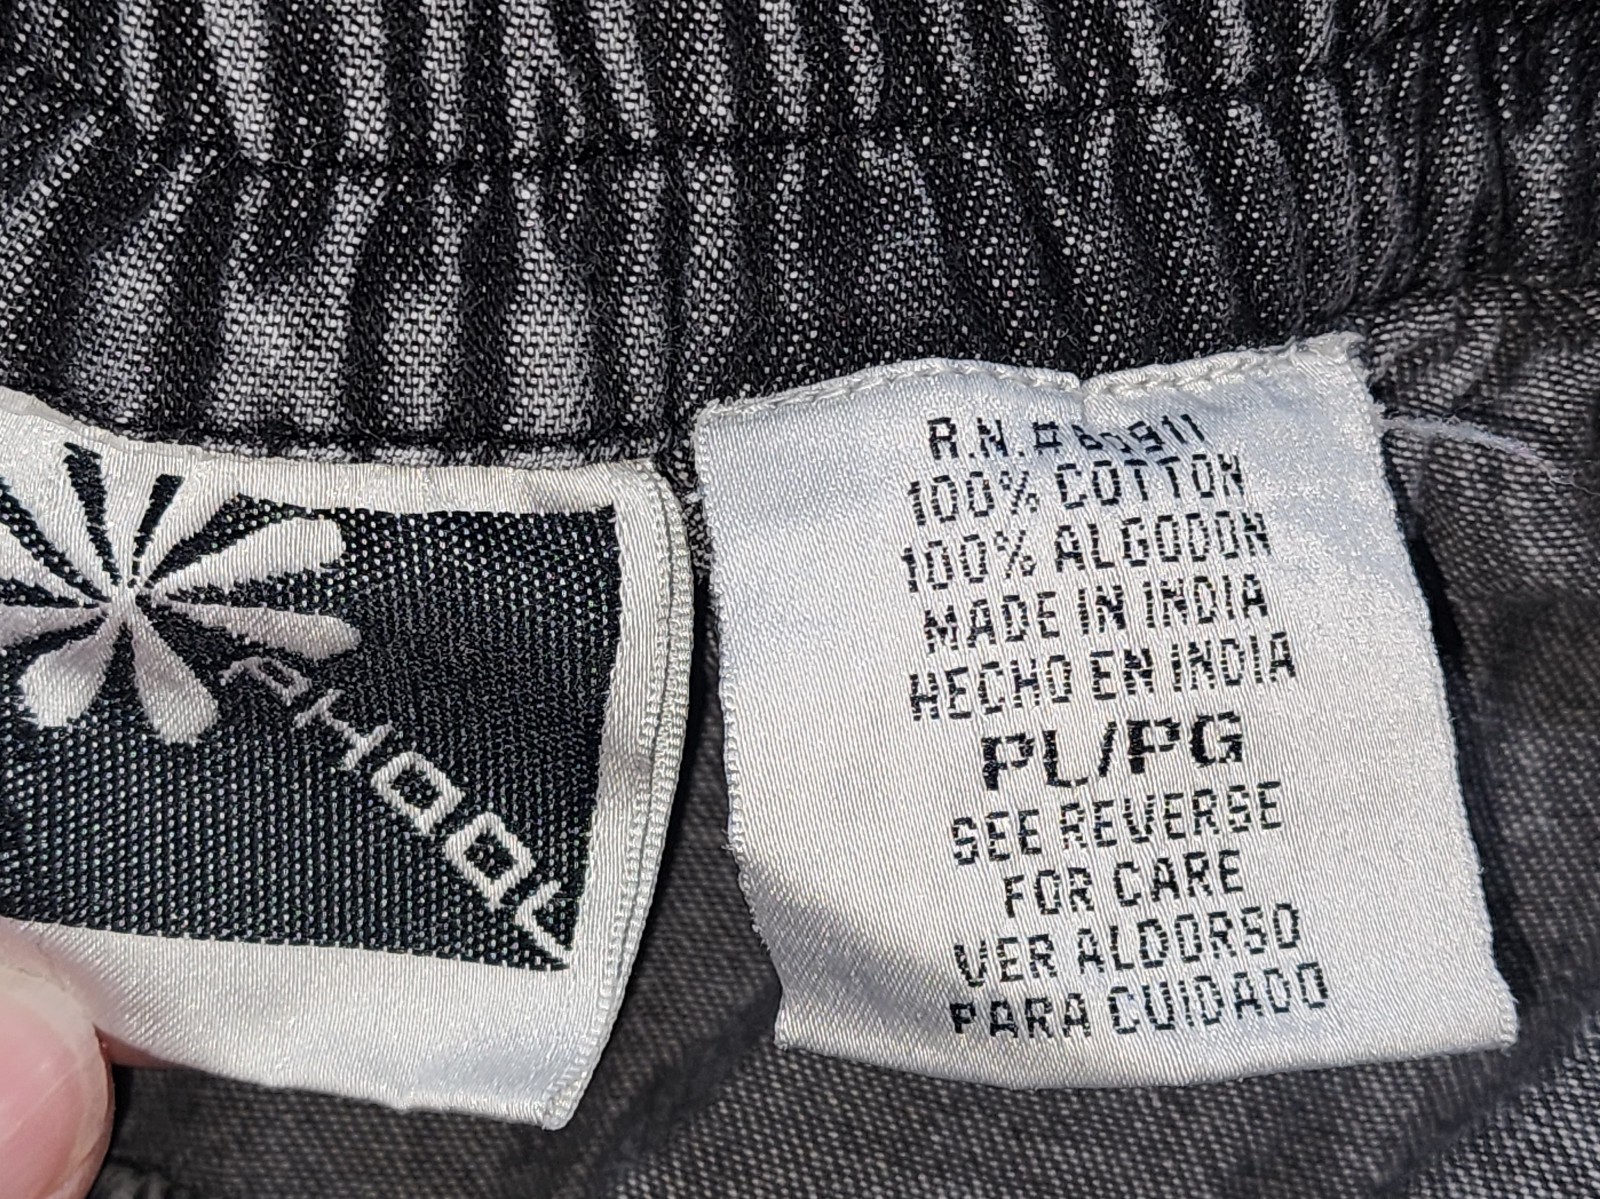 PHOOOL
R.N.#
100% COTTON
100% ALGODON
MADE IN INDIA
HECHO EN INDIA
PL/PG
SEE REVERSE
FOR CARE
VER ALDORSO
PARA CUIDADO